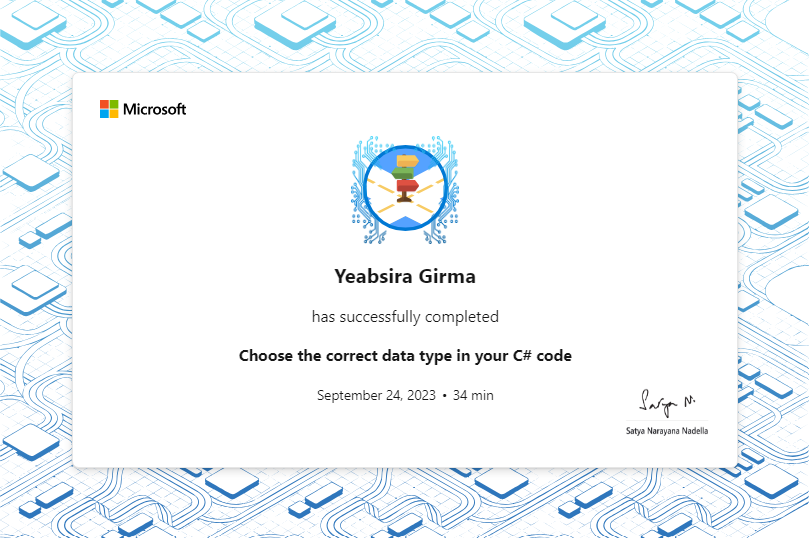 Microsoft
Yeabsira Girma
has successfully completed
Choose the correct data type in your C# code
September 24, 2023 • 34 min
Satya N.
Satya Narayana Nadella